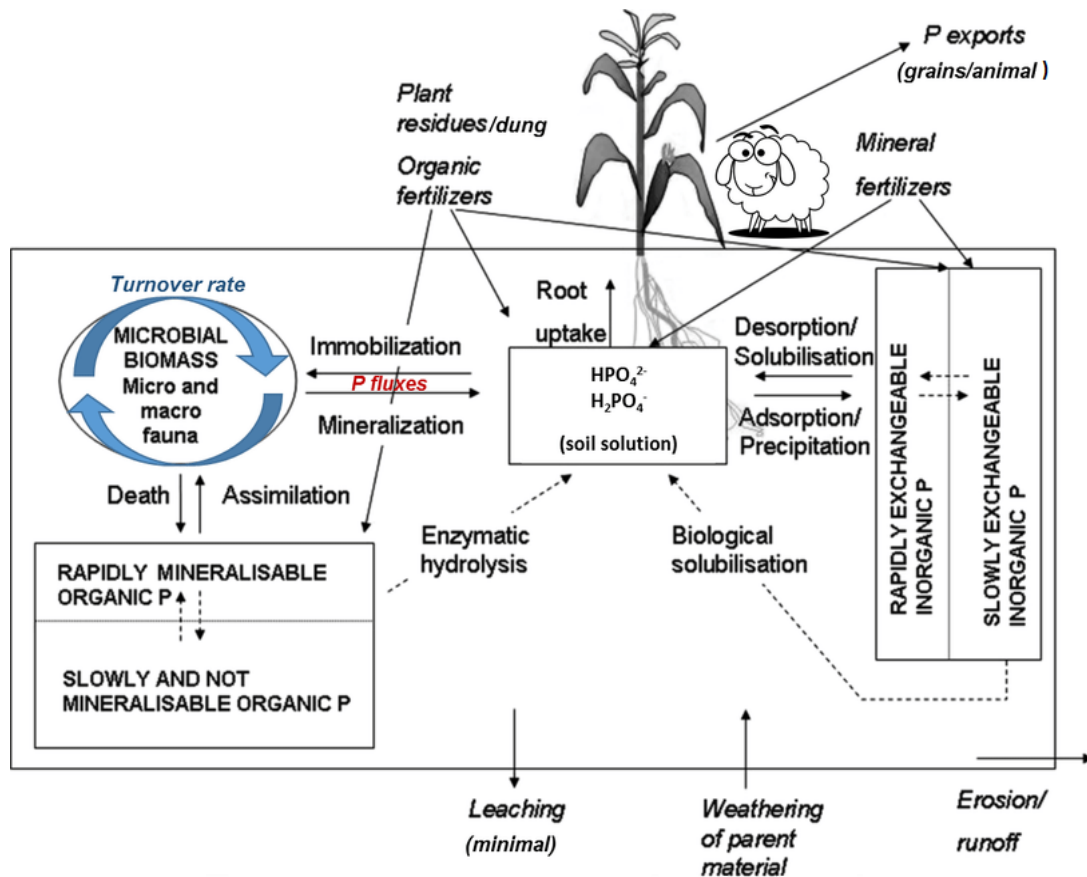 P exports
(grains/animal )
Plant
residues/dung
Organic
fertilizers
Mineral
fertilizers
Turnover rate
MICROBIAL
BIOMASS
Micro and
macro
fauna
Immobilization
P fluxes
Mineralization
Root
uptake
HPO₄²⁻
H₂PO₄⁻
(soil solution)
Desorption/
Solubilisation
Adsorption/
Precipitation
RAPIDLY EXCHANGEABLE
INORGANIC P
SLOWLY EXCHANGEABLE
INORGANIC P
Death
Assimilation
Enzymatic
hydrolysis
Biological
solubilisation
RAPIDLY MINERALISABLE
ORGANIC P
SLOWLY AND NOT
MINERALISABLE ORGANIC P
Leaching
(minimal)
Weathering
of parent
material
Erosion/
runoff